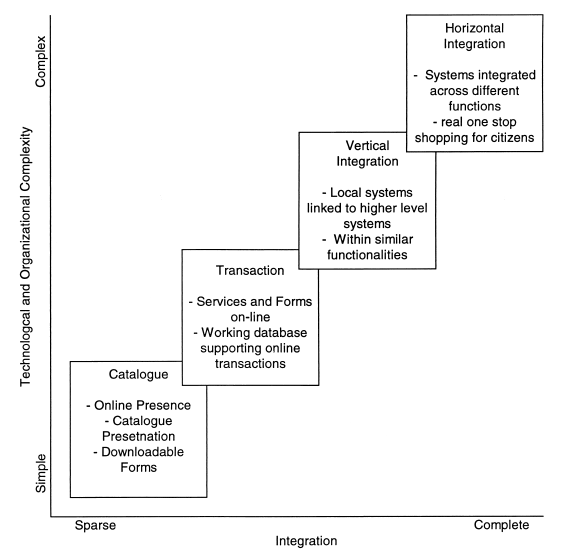 Complex
Technologcal and Organizational Complexity
Simple
Horizontal
Integration
- Systems integrated
across different
functions
- real one stop
shopping for citizens
Vertical
Integration
- Local systems
linked to higher level
systems
- Within similar
functionalities
Transaction
- Services and Forms
on-line
- Working database
supporting online
transactions
Catalogue
- Online Presence
- Catalogue
Presetnation
- Downloadable
Forms
Sparse
Complete
Integration